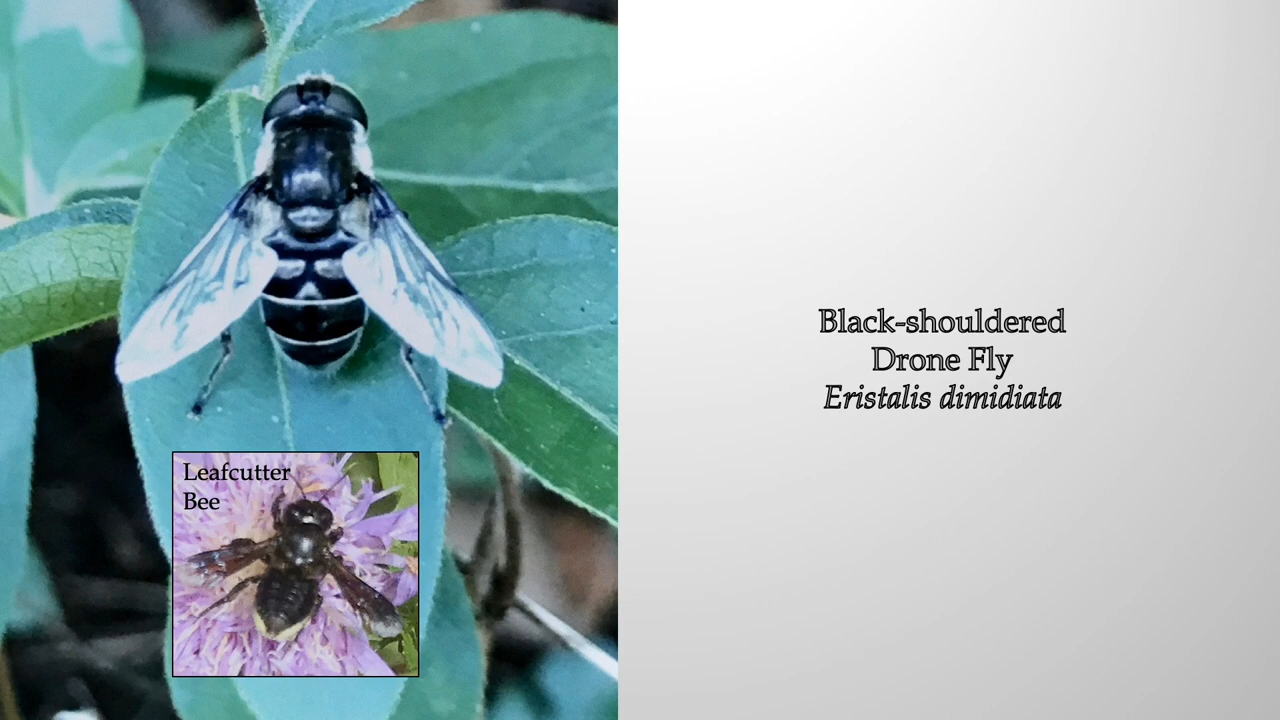 Leafcutter
Bee
Black-shouldered
Drone Fly
Eristalis dimidiata